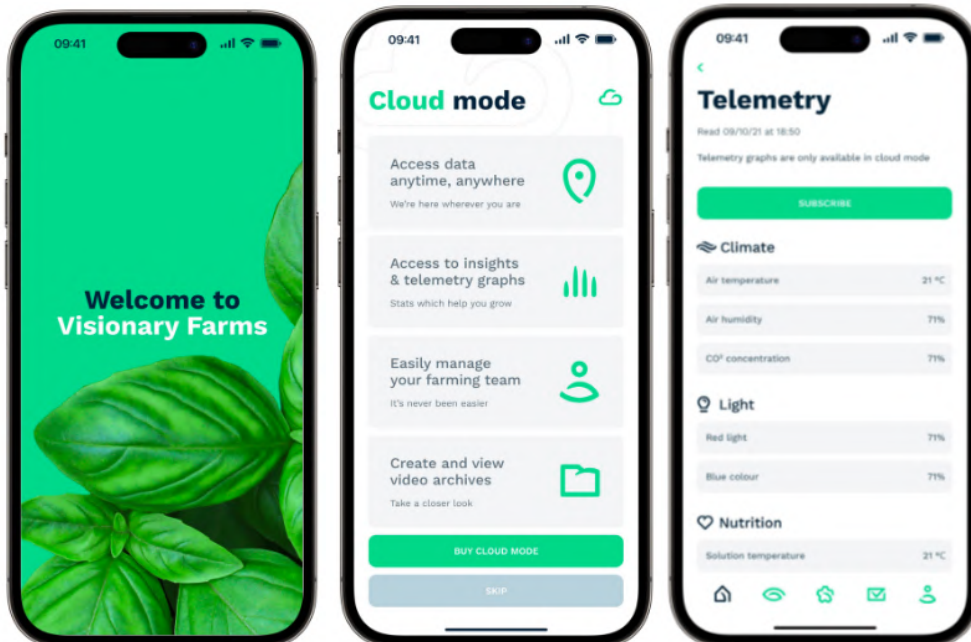 09:41
Welcome to
Visionary Farms
09:41
Cloud mode
Access data
anytime, anywhere
We're here wherever you are
Access to insights
& telemetry graphs
Stats which help you grow
Easily manage
your farming team
It's never been easier
Create and view
video archives
Take a closer look
BUY CLOUD MODE
SKIP
09:41
Telemetry
Read 09/10/21 at 18:50
Telemetry graphs are only available in cloud mode
SUBSCRIBE
Climate
Air temperature 21 °C
Air humidity 71%
CO² concentration 71%
Light
Red light 71%
Blue colour 71%
Nutrition
Solution temperature 21 °C